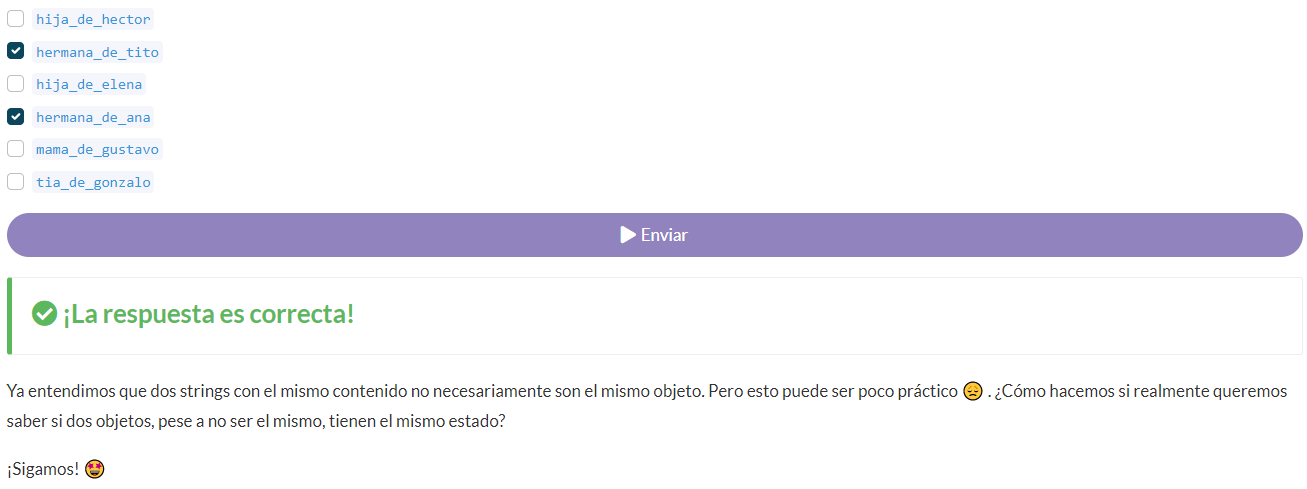 hija_de_hector
hermana_de_tito
hija_de_elena
hermana_de_ana
mama_de_gustavo
tia_de_gonzalo
Enviar
¡La respuesta es correcta!
Ya entendimos que dos strings con el mismo contenido no necesariamente son el mismo objeto. Pero esto puede ser poco práctico 😞 . ¿Cómo hacemos si realmente queremos
saber si dos objetos, pese a no ser el mismo, tienen el mismo estado?
¡Sigamos! 🤩